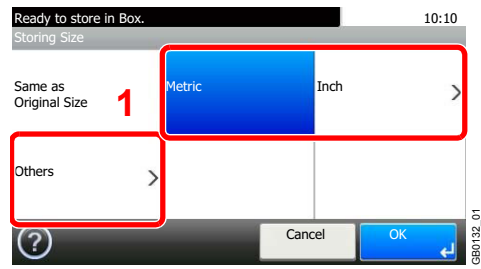 Ready to store in Box.
10:10
Storing Size
Same as
Original Size
1
Metric
Inch
>
Others
>
?
Cancel
OK
GB0132_01